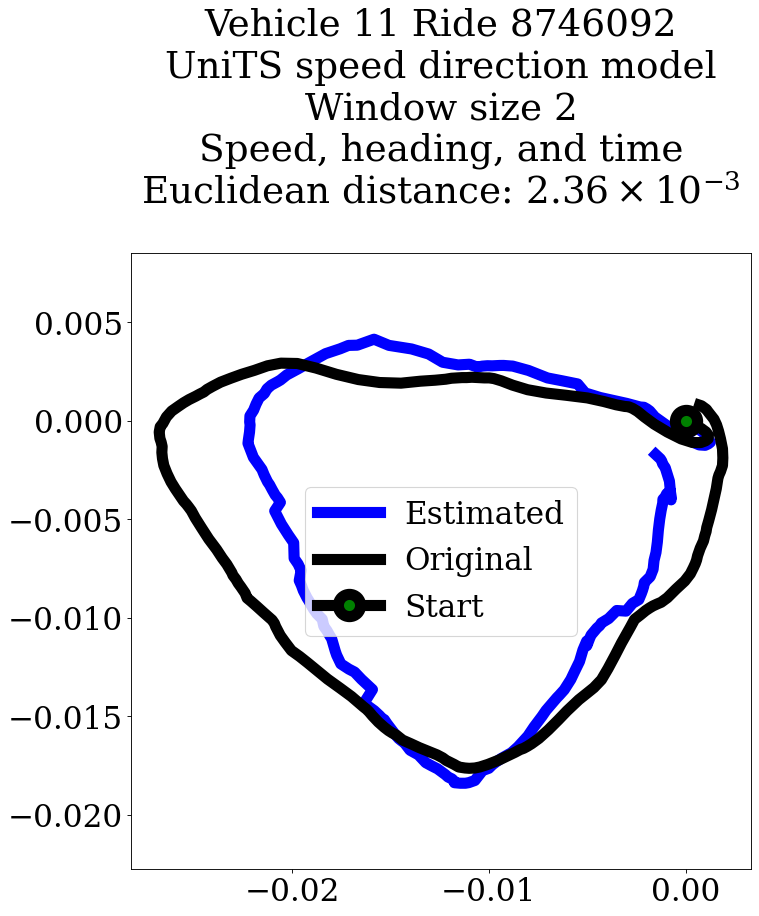 Vehicle 11 Ride 8746092
UniTS speed direction model
Window size 2
Speed, heading, and time
Euclidean distance: 2.36 × 10⁻³
0.005
0.000
−0.005
−0.010
−0.015
−0.020
Estimated
Original
Start
−0.02 −0.01 0.00